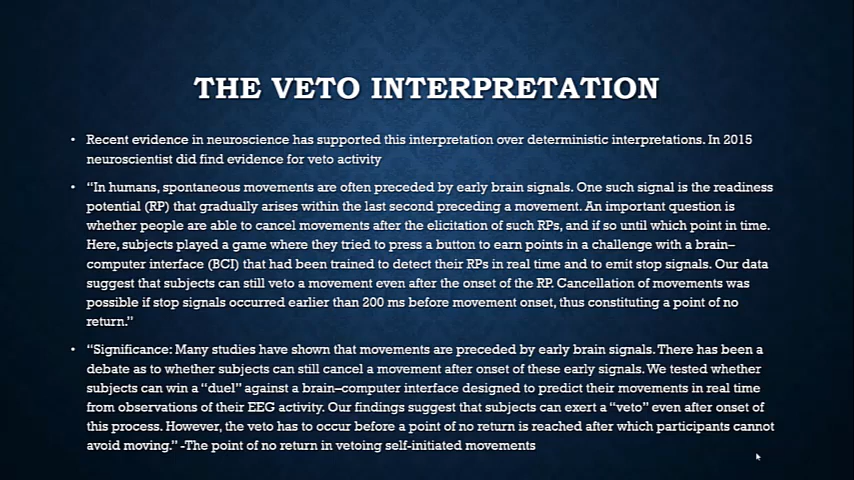 THE VETO INTERPRETATION
• Recent evidence in neuroscience has supported this interpretation over deterministic interpretations. In 2015
neuroscientist did find evidence for veto activity
• “In humans, spontaneous movements are often preceded by early brain signals. One such signal is the readiness
potential (RP) that gradually arises within the last second preceding a movement. An important question is
whether people are able to cancel movements after the elicitation of such RPs, and if so until which point in time.
Here, subjects played a game where they tried to press a button to earn points in a challenge with a brain–
computer interface (BCI) that had been trained to detect their RPs in real time and to emit stop signals. Our data
suggest that subjects can still veto a movement even after the onset of the RP. Cancellation of movements was
possible if stop signals occurred earlier than 200 ms before movement onset, thus constituting a point of no
return.”
• “Significance: Many studies have shown that movements are preceded by early brain signals. There has been a
debate as to whether subjects can still cancel a movement after onset of these early signals. We tested whether
subjects can win a “duel” against a brain–computer interface designed to predict their movements in real time
from observations of their EEG activity. Our findings suggest that subjects can exert a “veto” even after onset of
this process. However, the veto has to occur before a point of no return is reached after which participants cannot
avoid moving.” -The point of no return in vetoing self-initiated movements